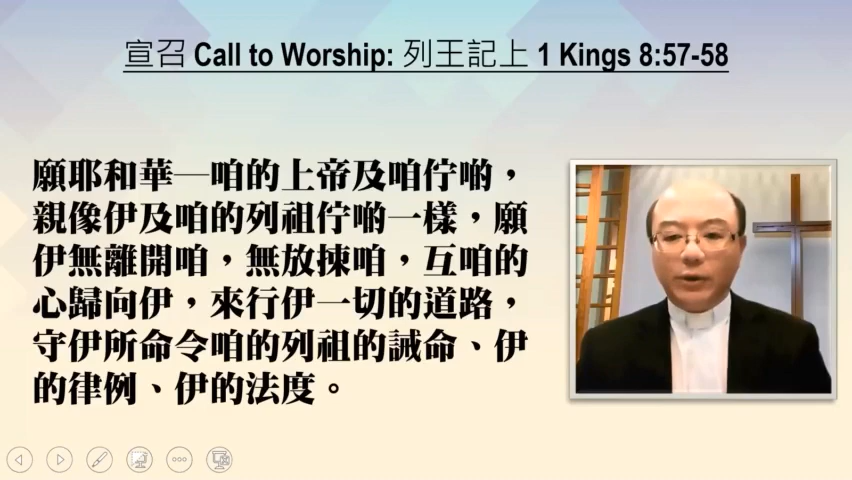 宣召 Call to Worship: 列王記上 1 Kings 8:57-58
願耶和華─咱的上帝及咱佇啲，
親像伊及咱的列祖佇啲一樣，願
伊無離開咱，無放揀咱，互咱的
心歸向伊，來行伊一切的道路，
守伊所命令咱的列祖的誡命、伊
的律例、伊的法度。